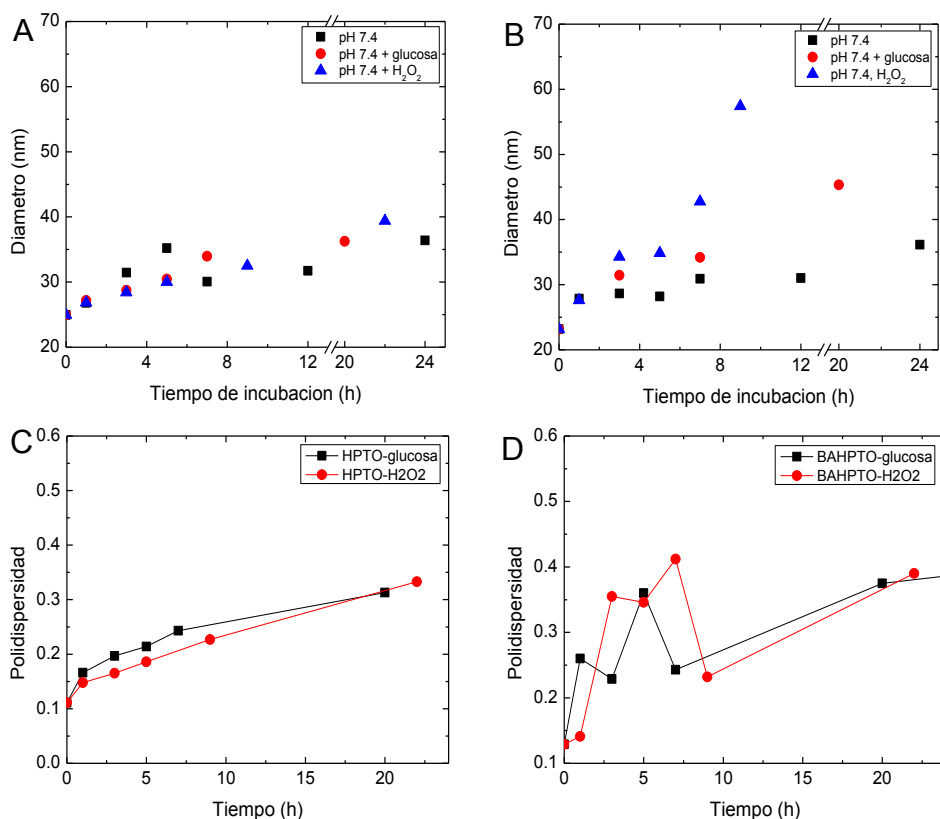 A
pH 7.4
pH 7.4 + glucosa
pH 7.4 + H₂O₂
70
60
50
40
30
20
Diametro (nm)
0 4 8 12 20 24
Tiempo de incubacion (h)
B
pH 7.4
pH 7.4 + glucosa
pH 7.4, H₂O₂
70
60
50
40
30
20
Diametro (nm)
0 4 8 12 20 24
Tiempo de incubacion (h)
C
HPTO-glucosa
HPTO-H2O2
0.6
0.5
0.4
0.3
0.2
0.1
0.0
Polidispersidad
0 5 10 15 20
Tiempo (h)
D
BAHPTO-glucosa
BAHPTO-H2O2
0.6
0.5
0.4
0.3
0.2
0.1
Polidispersidad
0 5 10 15 20
Tiempo (h)